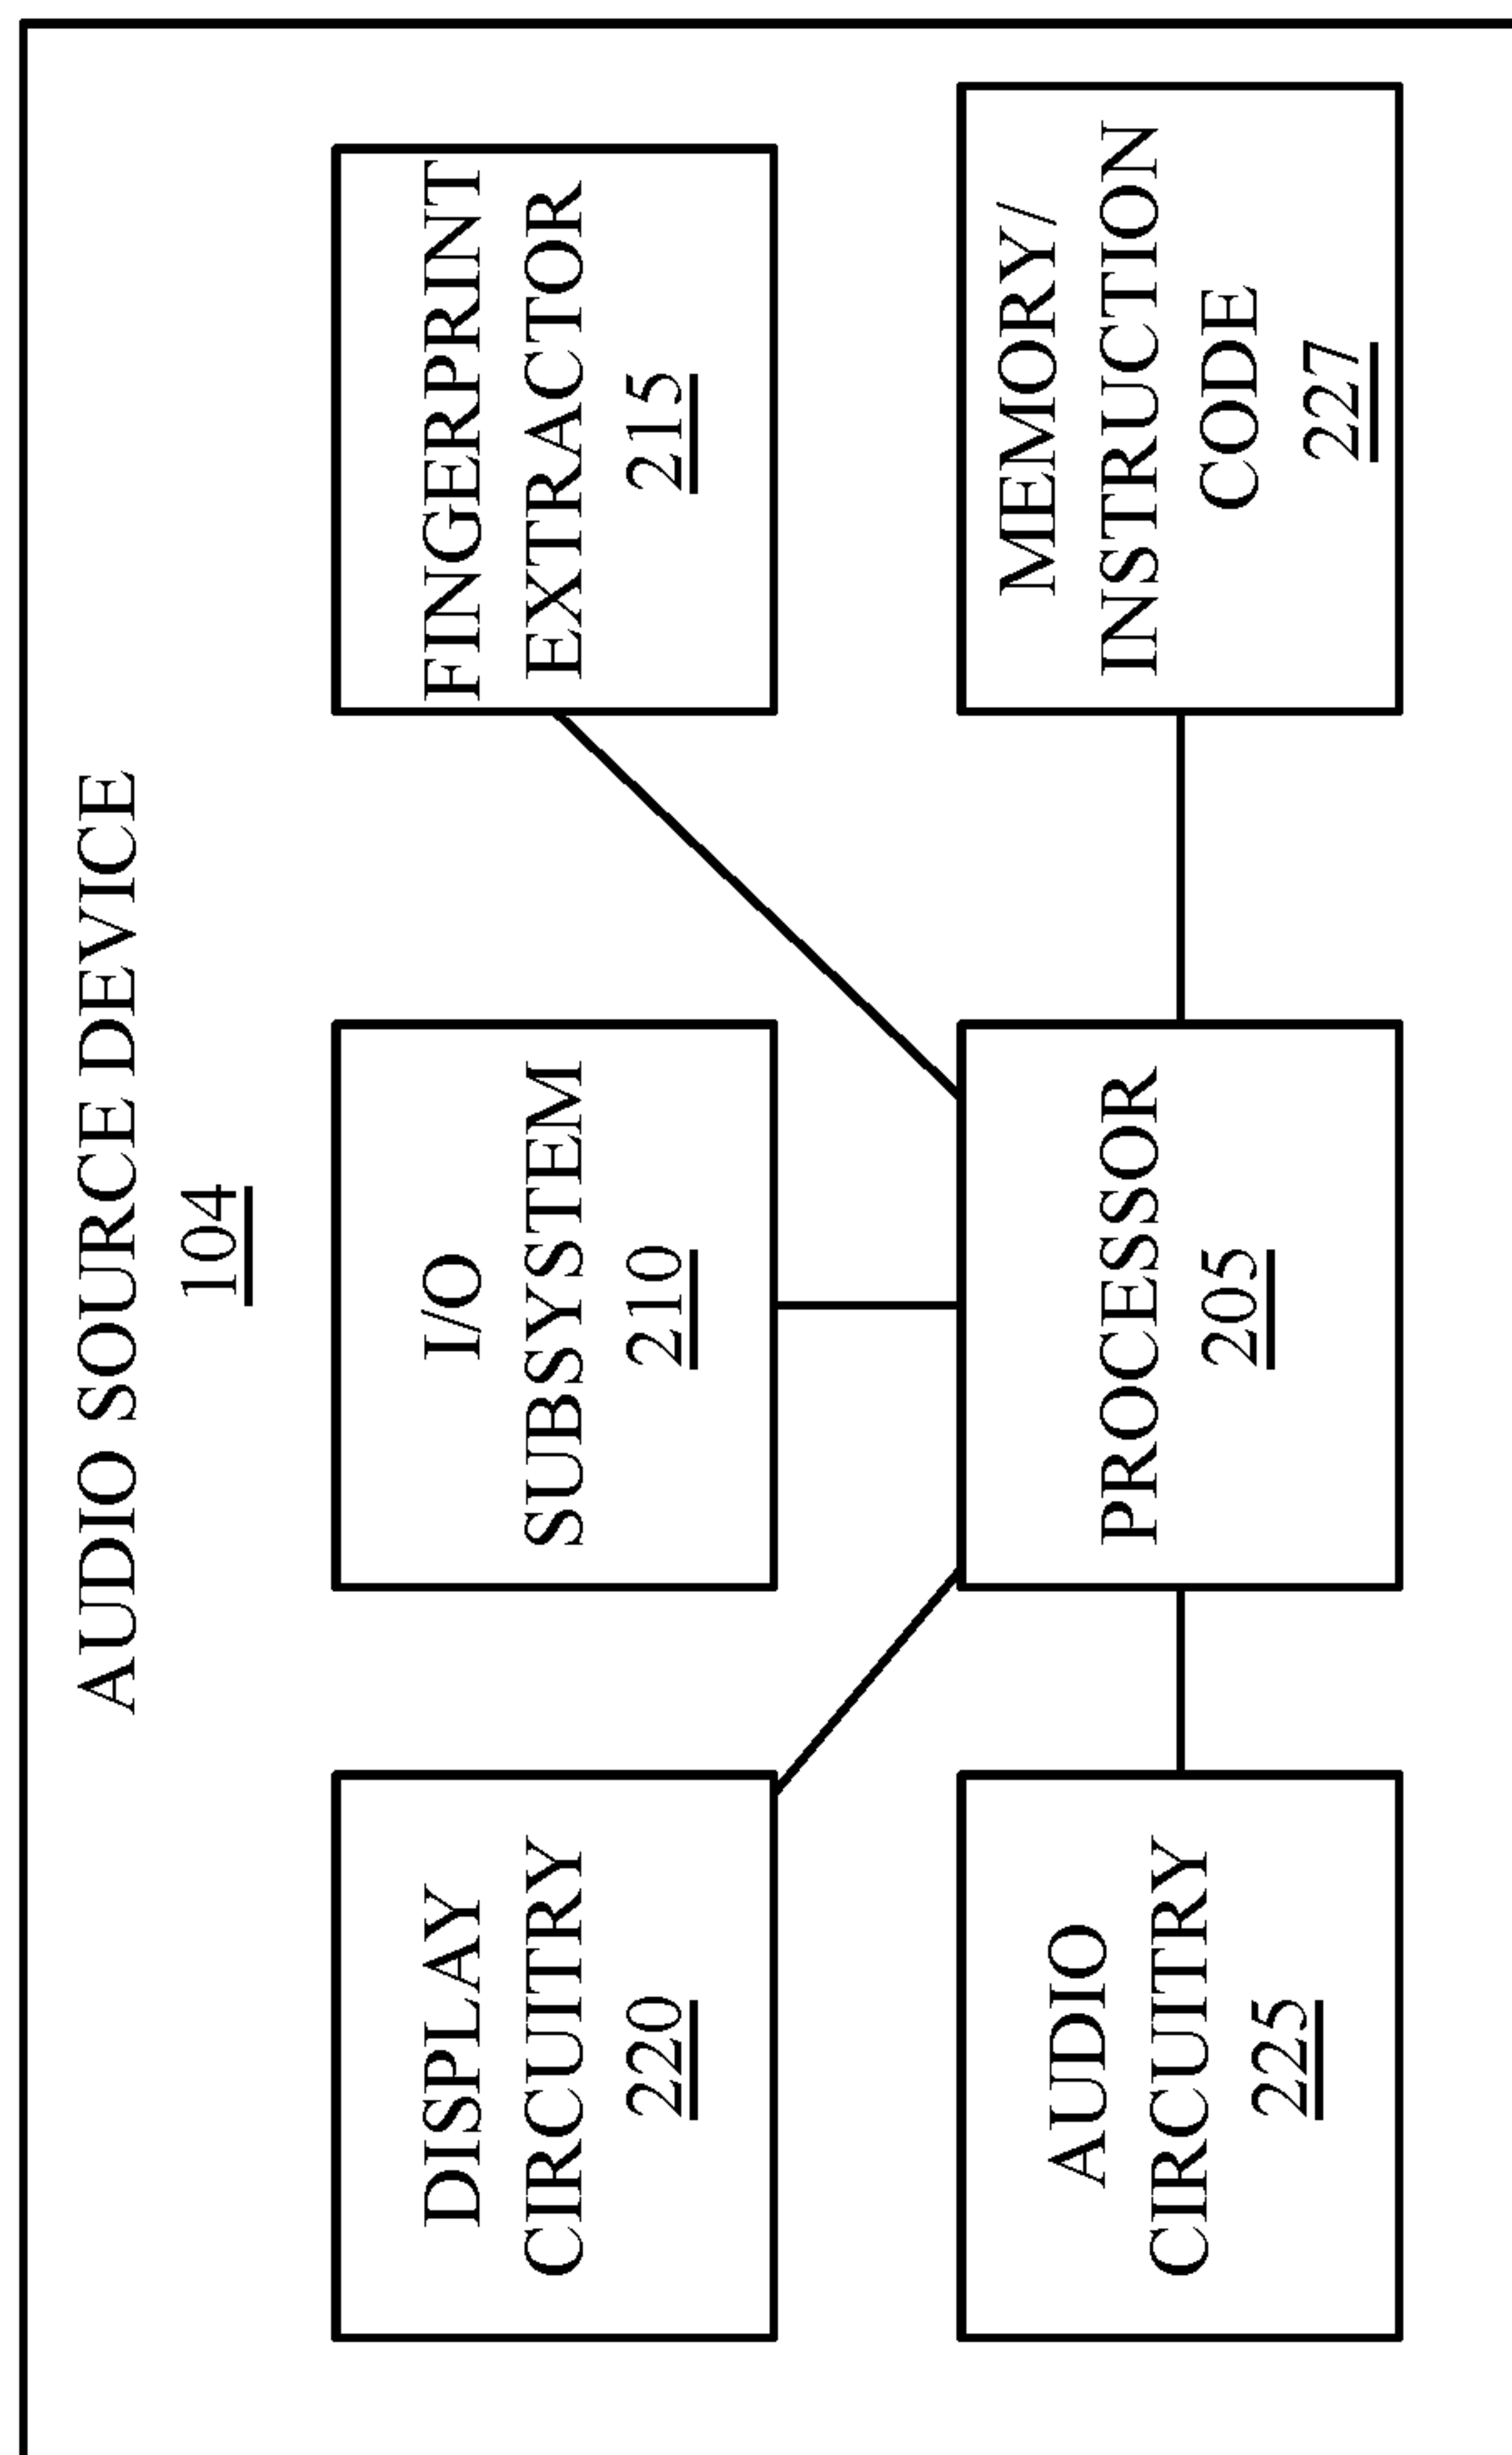 AUDIO SOURCE DEVICE
104
DISPLAY
CIRCUITRY
220
I/O
SUBSYSTEM
210
FINGERPRINT
EXTRACTOR
215
AUDIO
CIRCUITRY
225
PROCESSOR
205
MEMORY/
INSTRUCTION
CODE
227